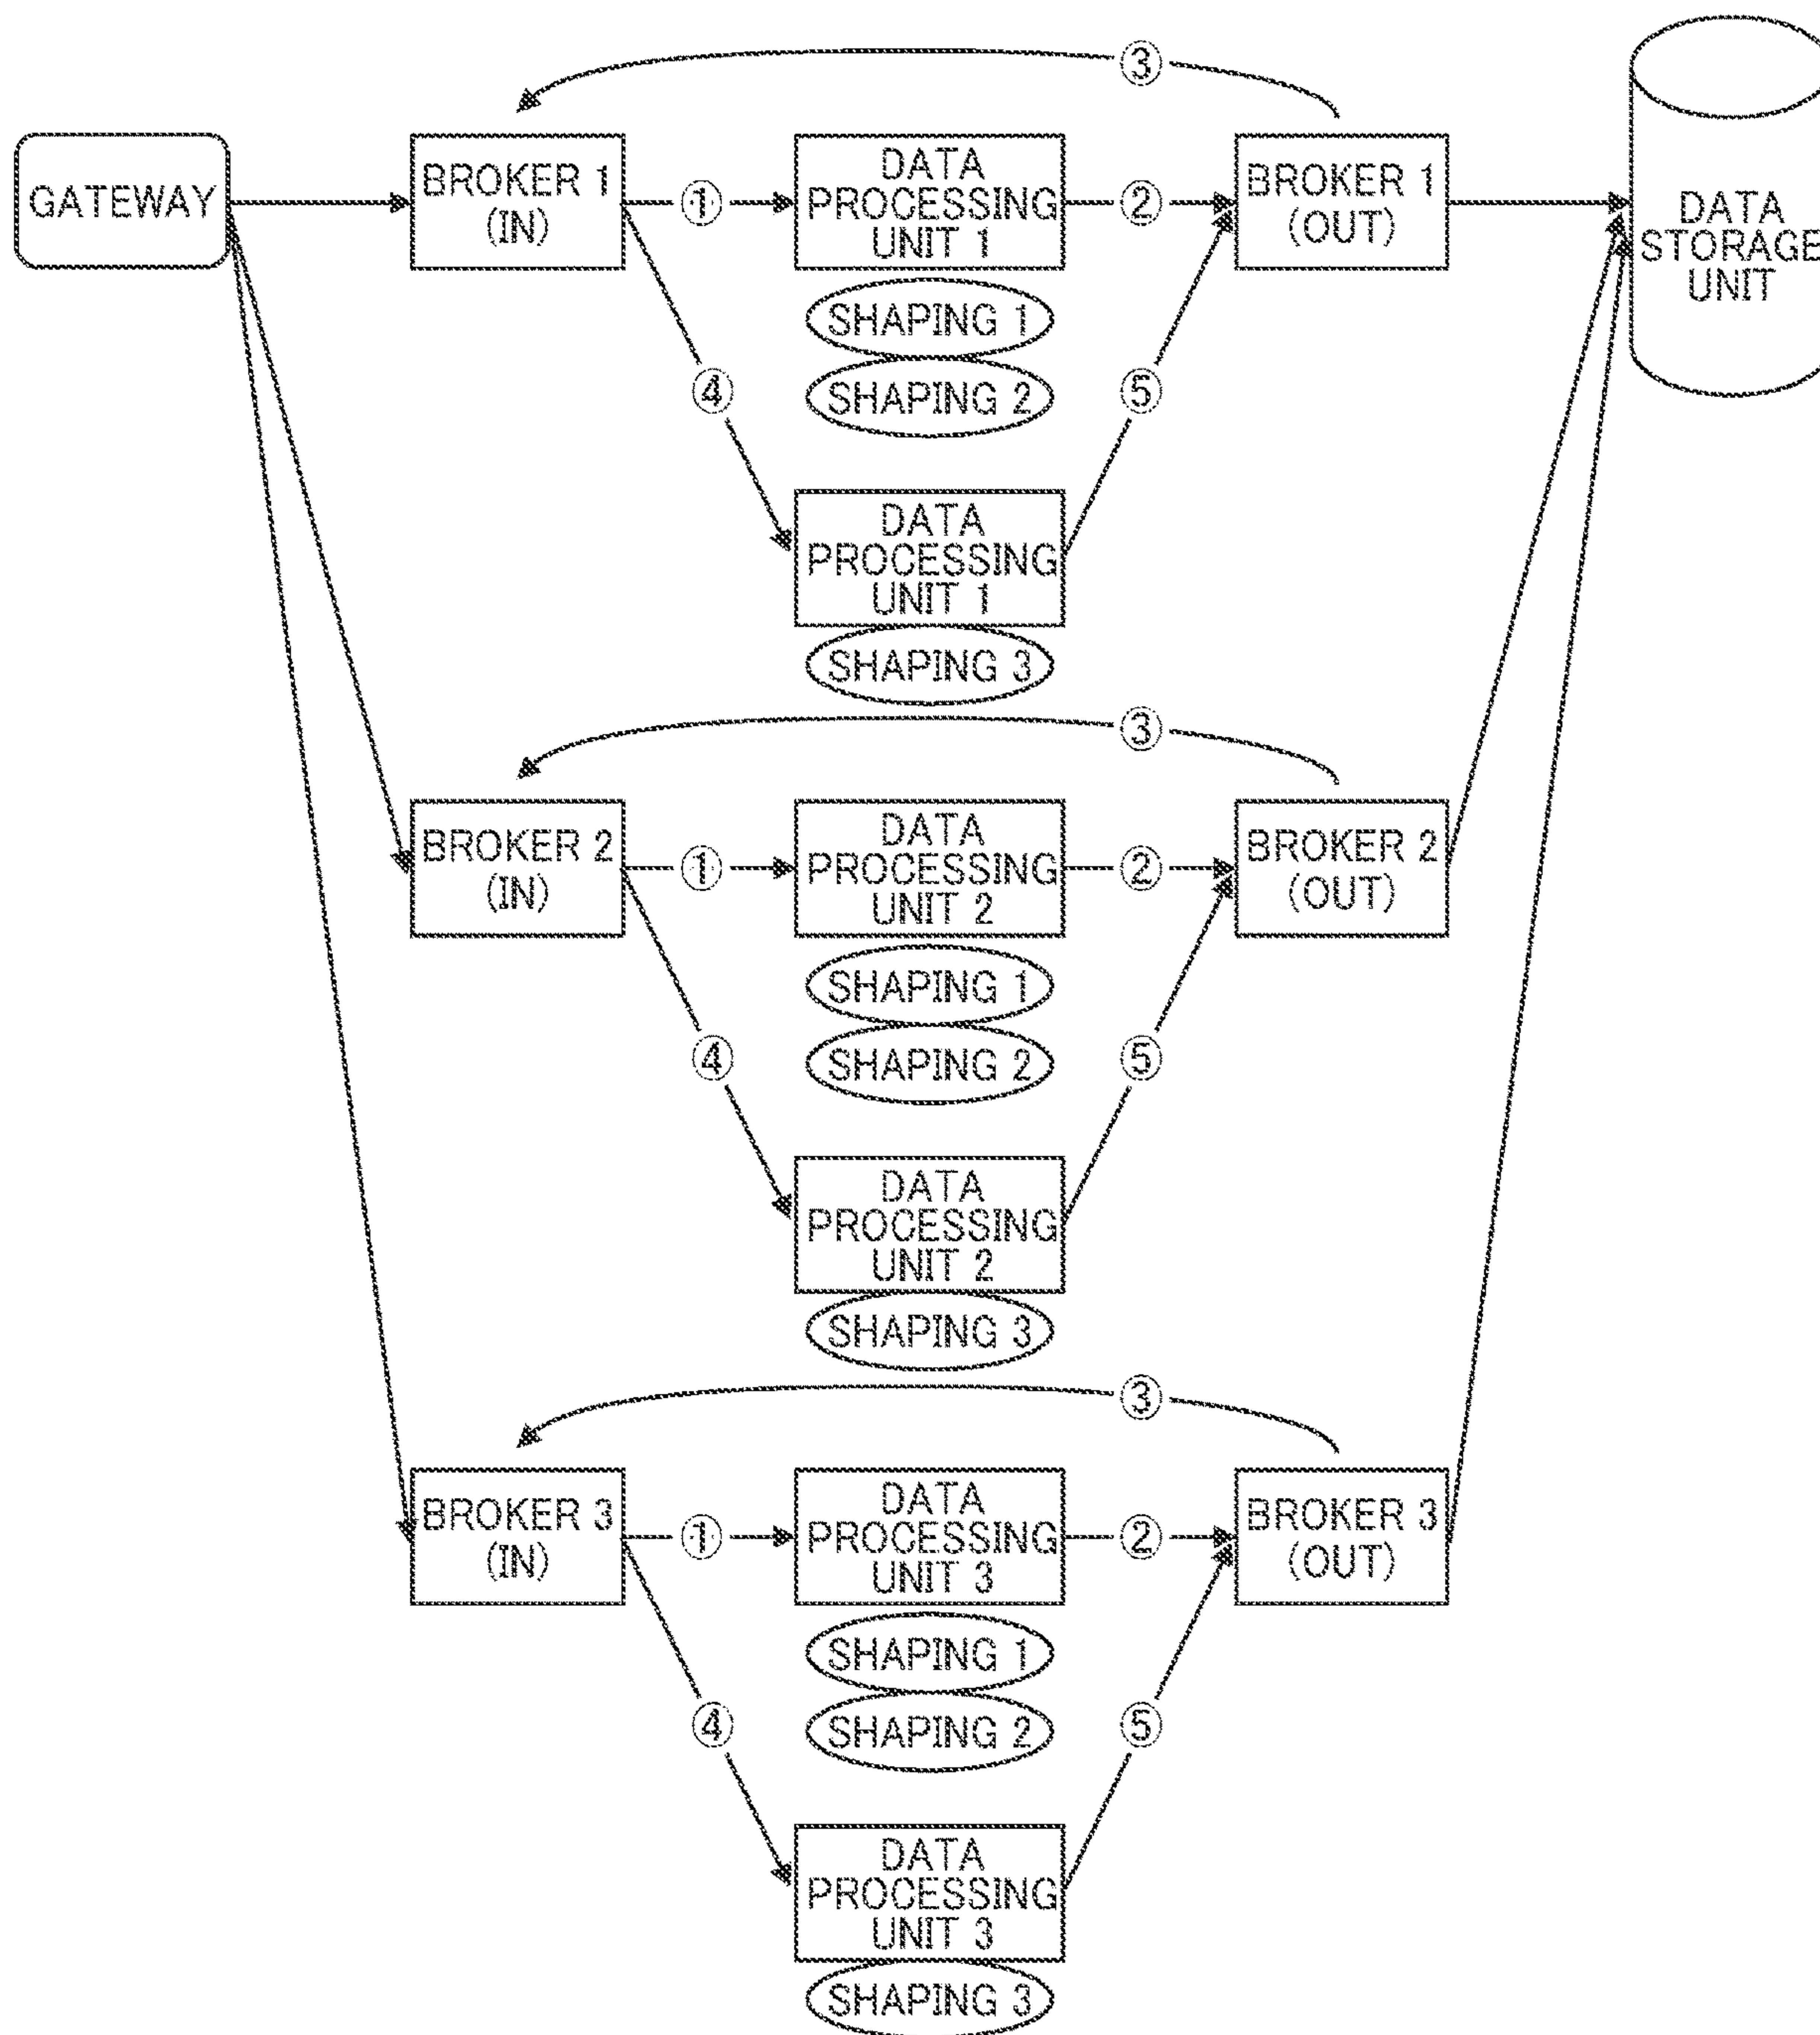 ③
GATEWAY
BROKER 1
(IN)
①
DATA
PROCESSING
UNIT 1
②
BROKER 1
(OUT)
DATA
STORAGE
UNIT
SHAPING 1
SHAPING 2
④
⑤
DATA
PROCESSING
UNIT 1
SHAPING 3
③
BROKER 2
(IN)
①
DATA
PROCESSING
UNIT 2
②
BROKER 2
(OUT)
SHAPING 1
SHAPING 2
④
⑤
DATA
PROCESSING
UNIT 2
SHAPING 3
③
BROKER 3
(IN)
①
DATA
PROCESSING
UNIT 3
②
BROKER 3
(OUT)
SHAPING 1
SHAPING 2
④
⑤
DATA
PROCESSING
UNIT 3
SHAPING 3